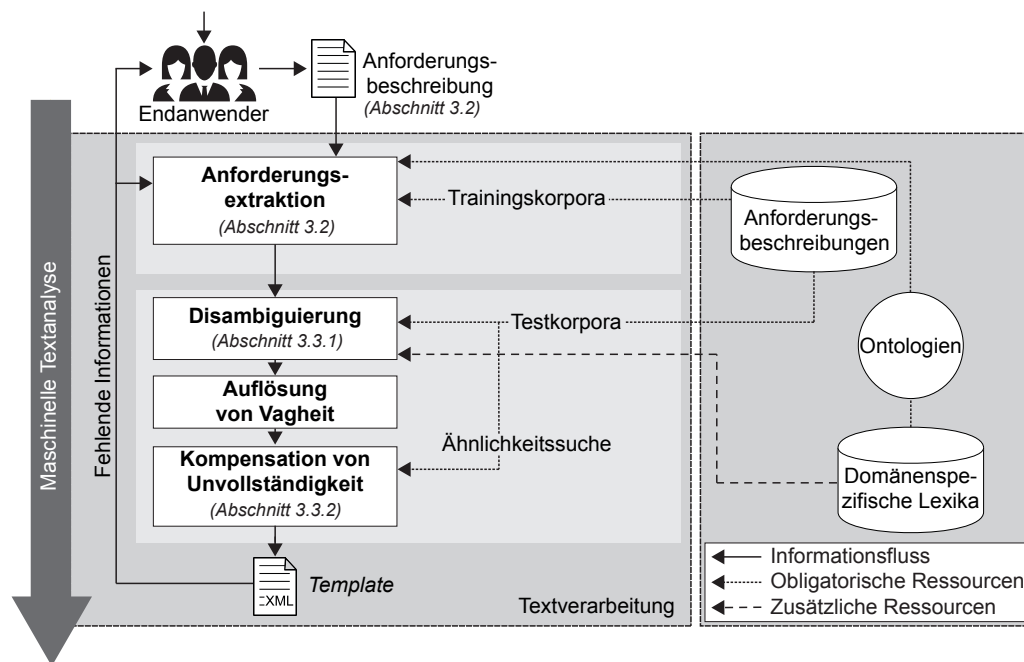 Anforderungs-
beschreibung
(Abschnitt 3.2)
Endanwender
Maschinelle Textanalyse
Fehlende Informationen
Anforderungs-
extraktion
(Abschnitt 3.2)
Trainingskorpora
Anforderungs-
beschreibungen
Disambiguierung
(Abschnitt 3.3.1)
Testkorpora
Ontologien
Auflösung
von Vagheit
Ähnlichkeitssuche
Kompensation von
Unvollständigkeit
(Abschnitt 3.3.2)
Domänenspe-
zifische Lexika
XML
Template
Textverarbeitung
Informationsfluss
Obligatorische Ressourcen
Zusätzliche Ressourcen